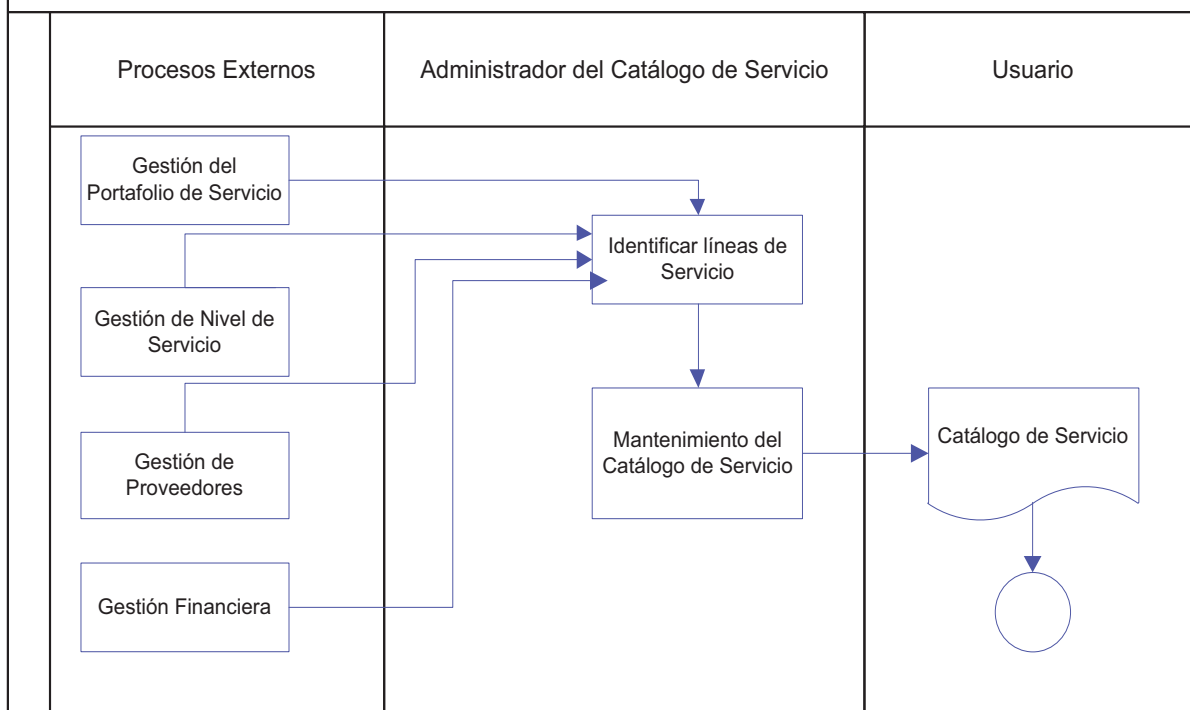 Procesos Externos
Administrador del Catálogo de Servicio
Usuario
Gestión del
Portafolio de Servicio
Identificar líneas de
Servicio
Gestión de Nivel de
Servicio
Mantenimiento del
Catálogo de Servicio
Catálogo de Servicio
Gestión de
Proveedores
Gestión Financiera